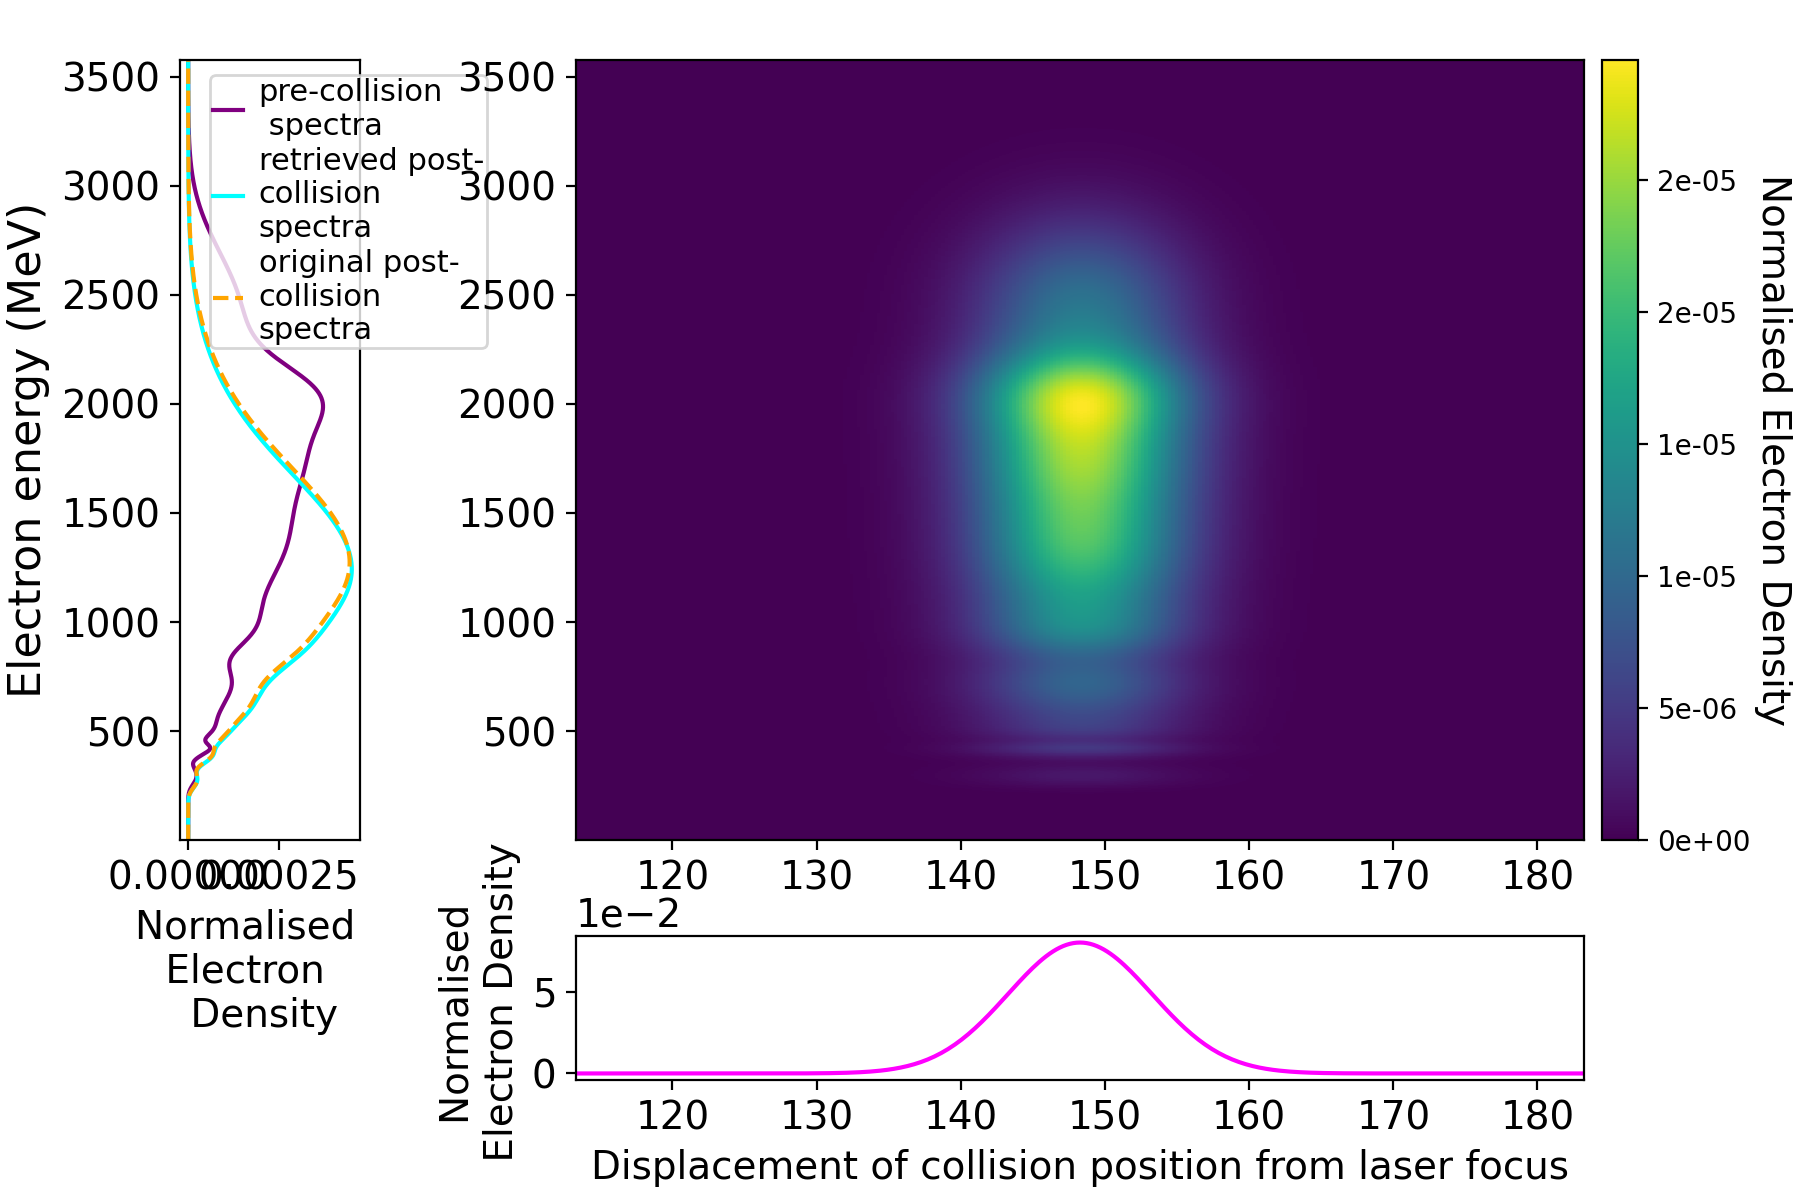 3500
3000
2500
2000
1500
1000
500
Electron energy (MeV)
pre-collision
spectra
retrieved post-
collision
spectra
original post-
collision
spectra
0.0000
0.00025
Normalised
Electron
Density
3500
3000
2500
2000
1500
1000
500
120 130 140 150 160 170 180
2e-05
2e-05
1e-05
1e-05
5e-06
0e+00
Normalised Electron Density
1e−2
5
0
Normalised
Electron Density
120 130 140 150 160 170 180
Displacement of collision position from laser focus